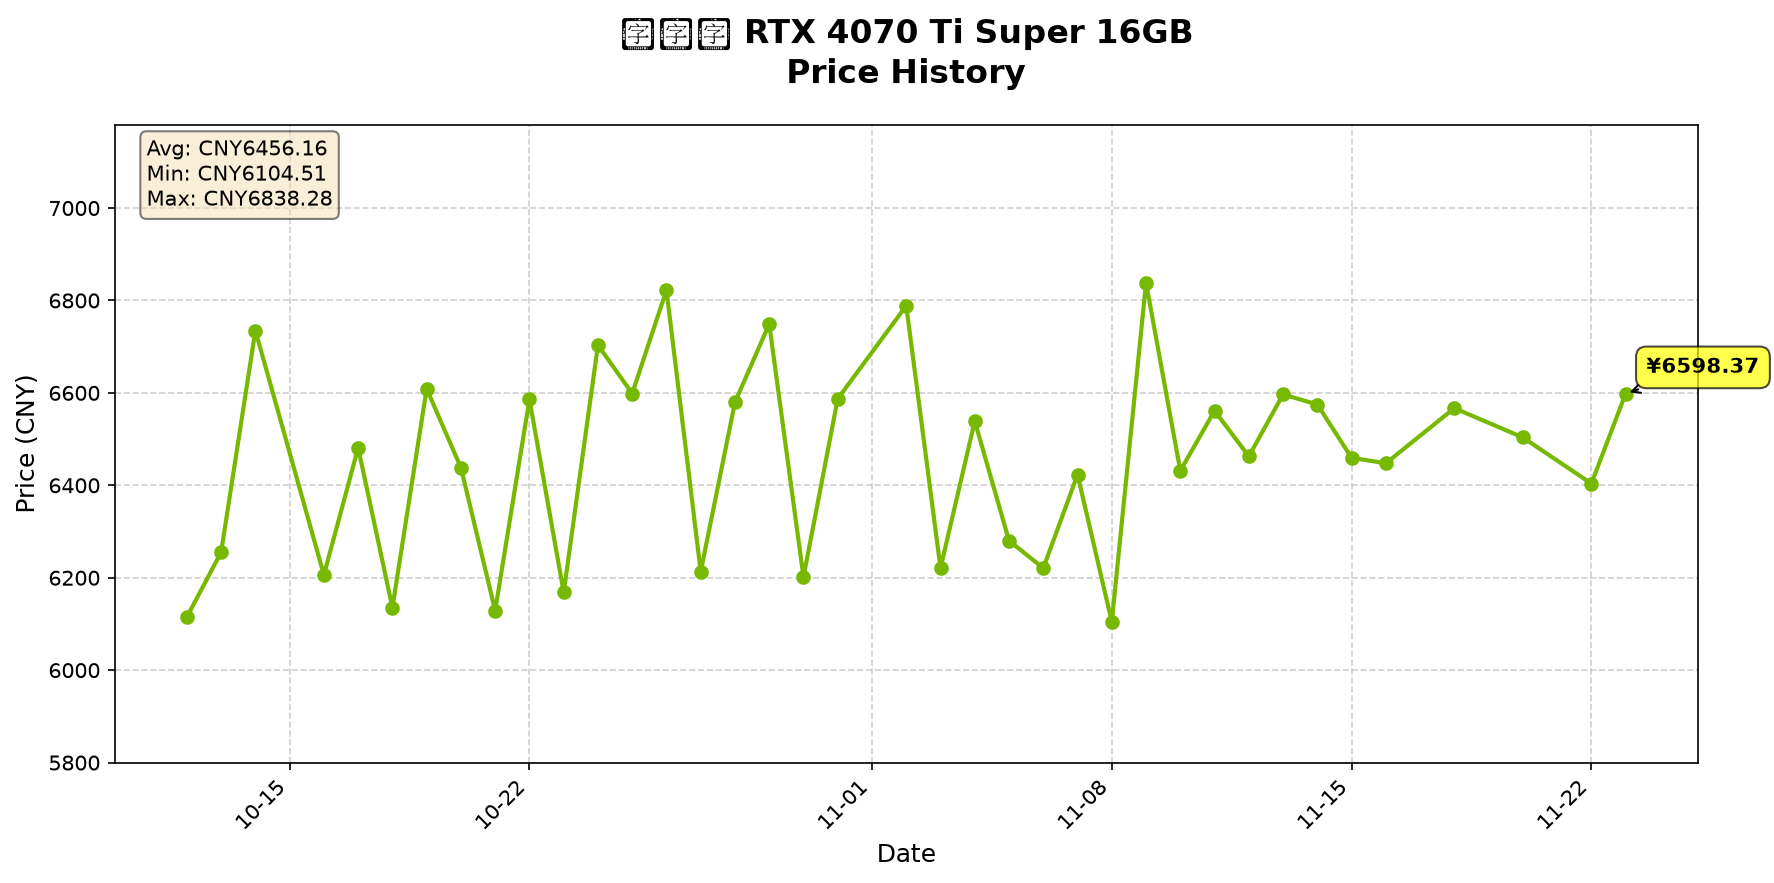 RTX 4070 Ti Super 16GB
Price History
Avg: CNY6456.16
Min: CNY6104.51
Max: CNY6838.28
¥6598.37
Price (CNY)
7000
6800
6600
6400
6200
6000
5800
10-15
10-22
11-01
11-08
11-15
11-22
Date